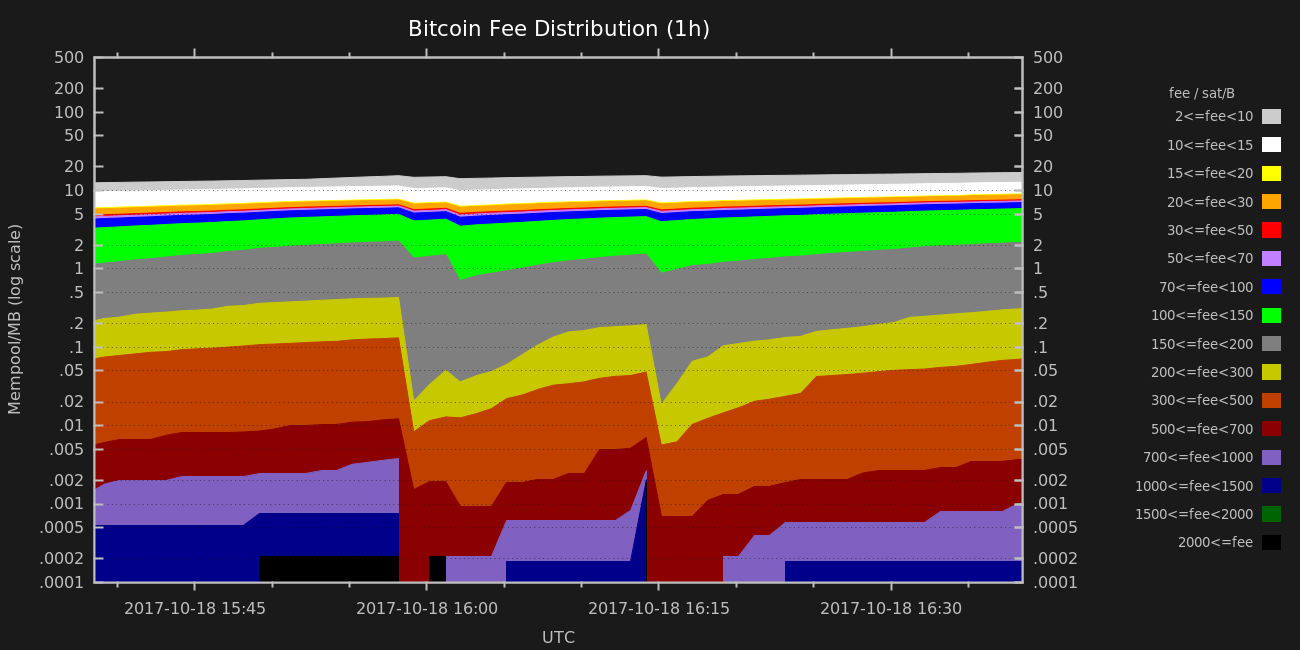 Bitcoin Fee Distribution (1h)
Mempool/MB (log scale)
500
200
100
50
20
10
5
2
1
.5
.2
.1
.05
.02
.01
.005
.002
.001
.0005
.0002
.0001
500
200
100
50
20
10
5
2
1
.5
.2
.1
.05
.02
.01
.005
.002
.001
.0005
.0002
.0001
2017-10-18 15:45
2017-10-18 16:00
2017-10-18 16:15
2017-10-18 16:30
UTC
fee / sat/B
2<=fee<10
10<=fee<15
15<=fee<20
20<=fee<30
30<=fee<50
50<=fee<70
70<=fee<100
100<=fee<150
150<=fee<200
200<=fee<300
300<=fee<500
500<=fee<700
700<=fee<1000
1000<=fee<1500
1500<=fee<2000
2000<=fee